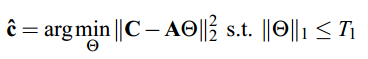 ĉ = arg min_Θ ‖C − AΘ‖₂² s.t. ‖Θ‖₁ ≤ T₁